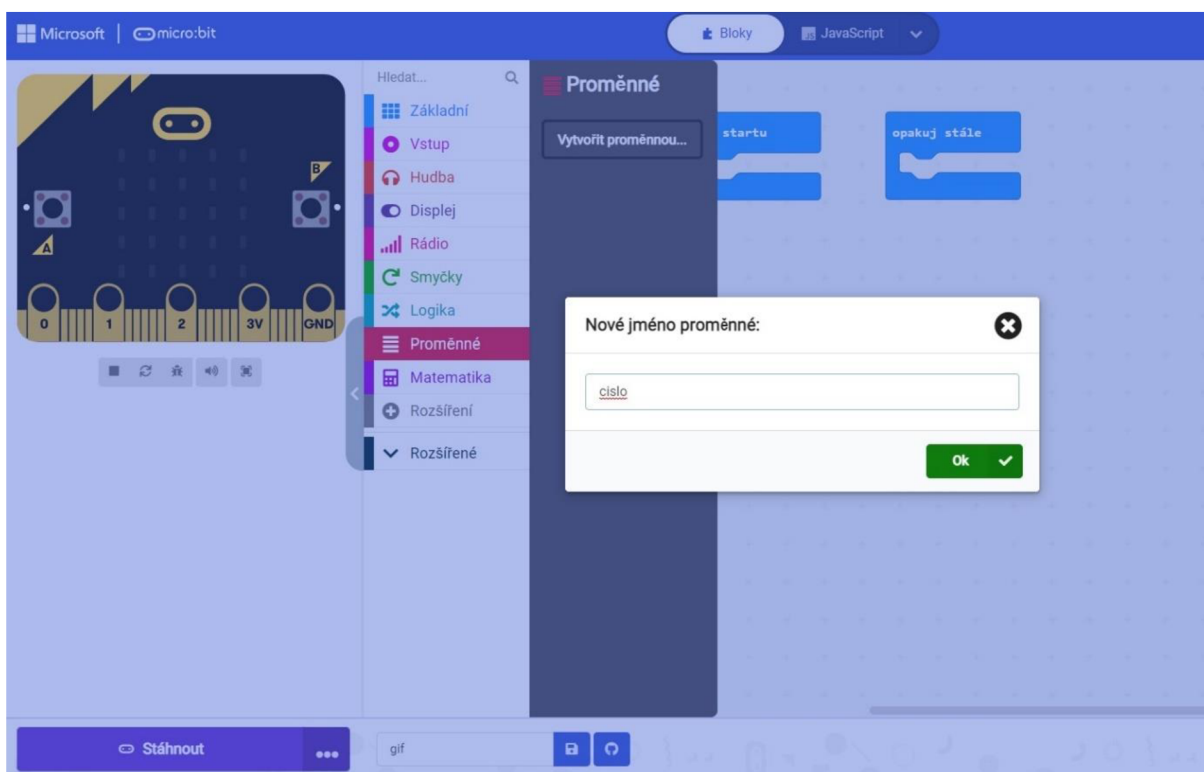 Microsoft
micro:bit
Bloky
JavaScript
Hledat...
Základní
Vstup
Hudba
Displej
Rádio
Smyčky
Logika
Proměnné
Matematika
Rozšíření
Rozšířené
Proměnné
Vytvořit proměnnou...
startu
opakuj stále
B
A
0 1 2 3V GND
Nové jméno proměnné:
cislo
Ok
Stáhnout
gif